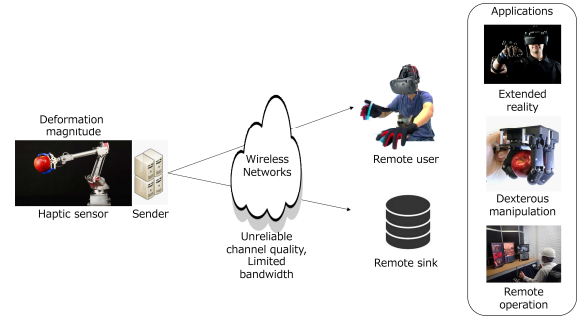 Deformation
magnitude
Haptic sensor
Sender
Wireless
Networks
Unreliable
channel quality,
Limited
bandwidth
Remote user
Remote sink
Applications
Extended
reality
Dexterous
manipulation
Remote
operation